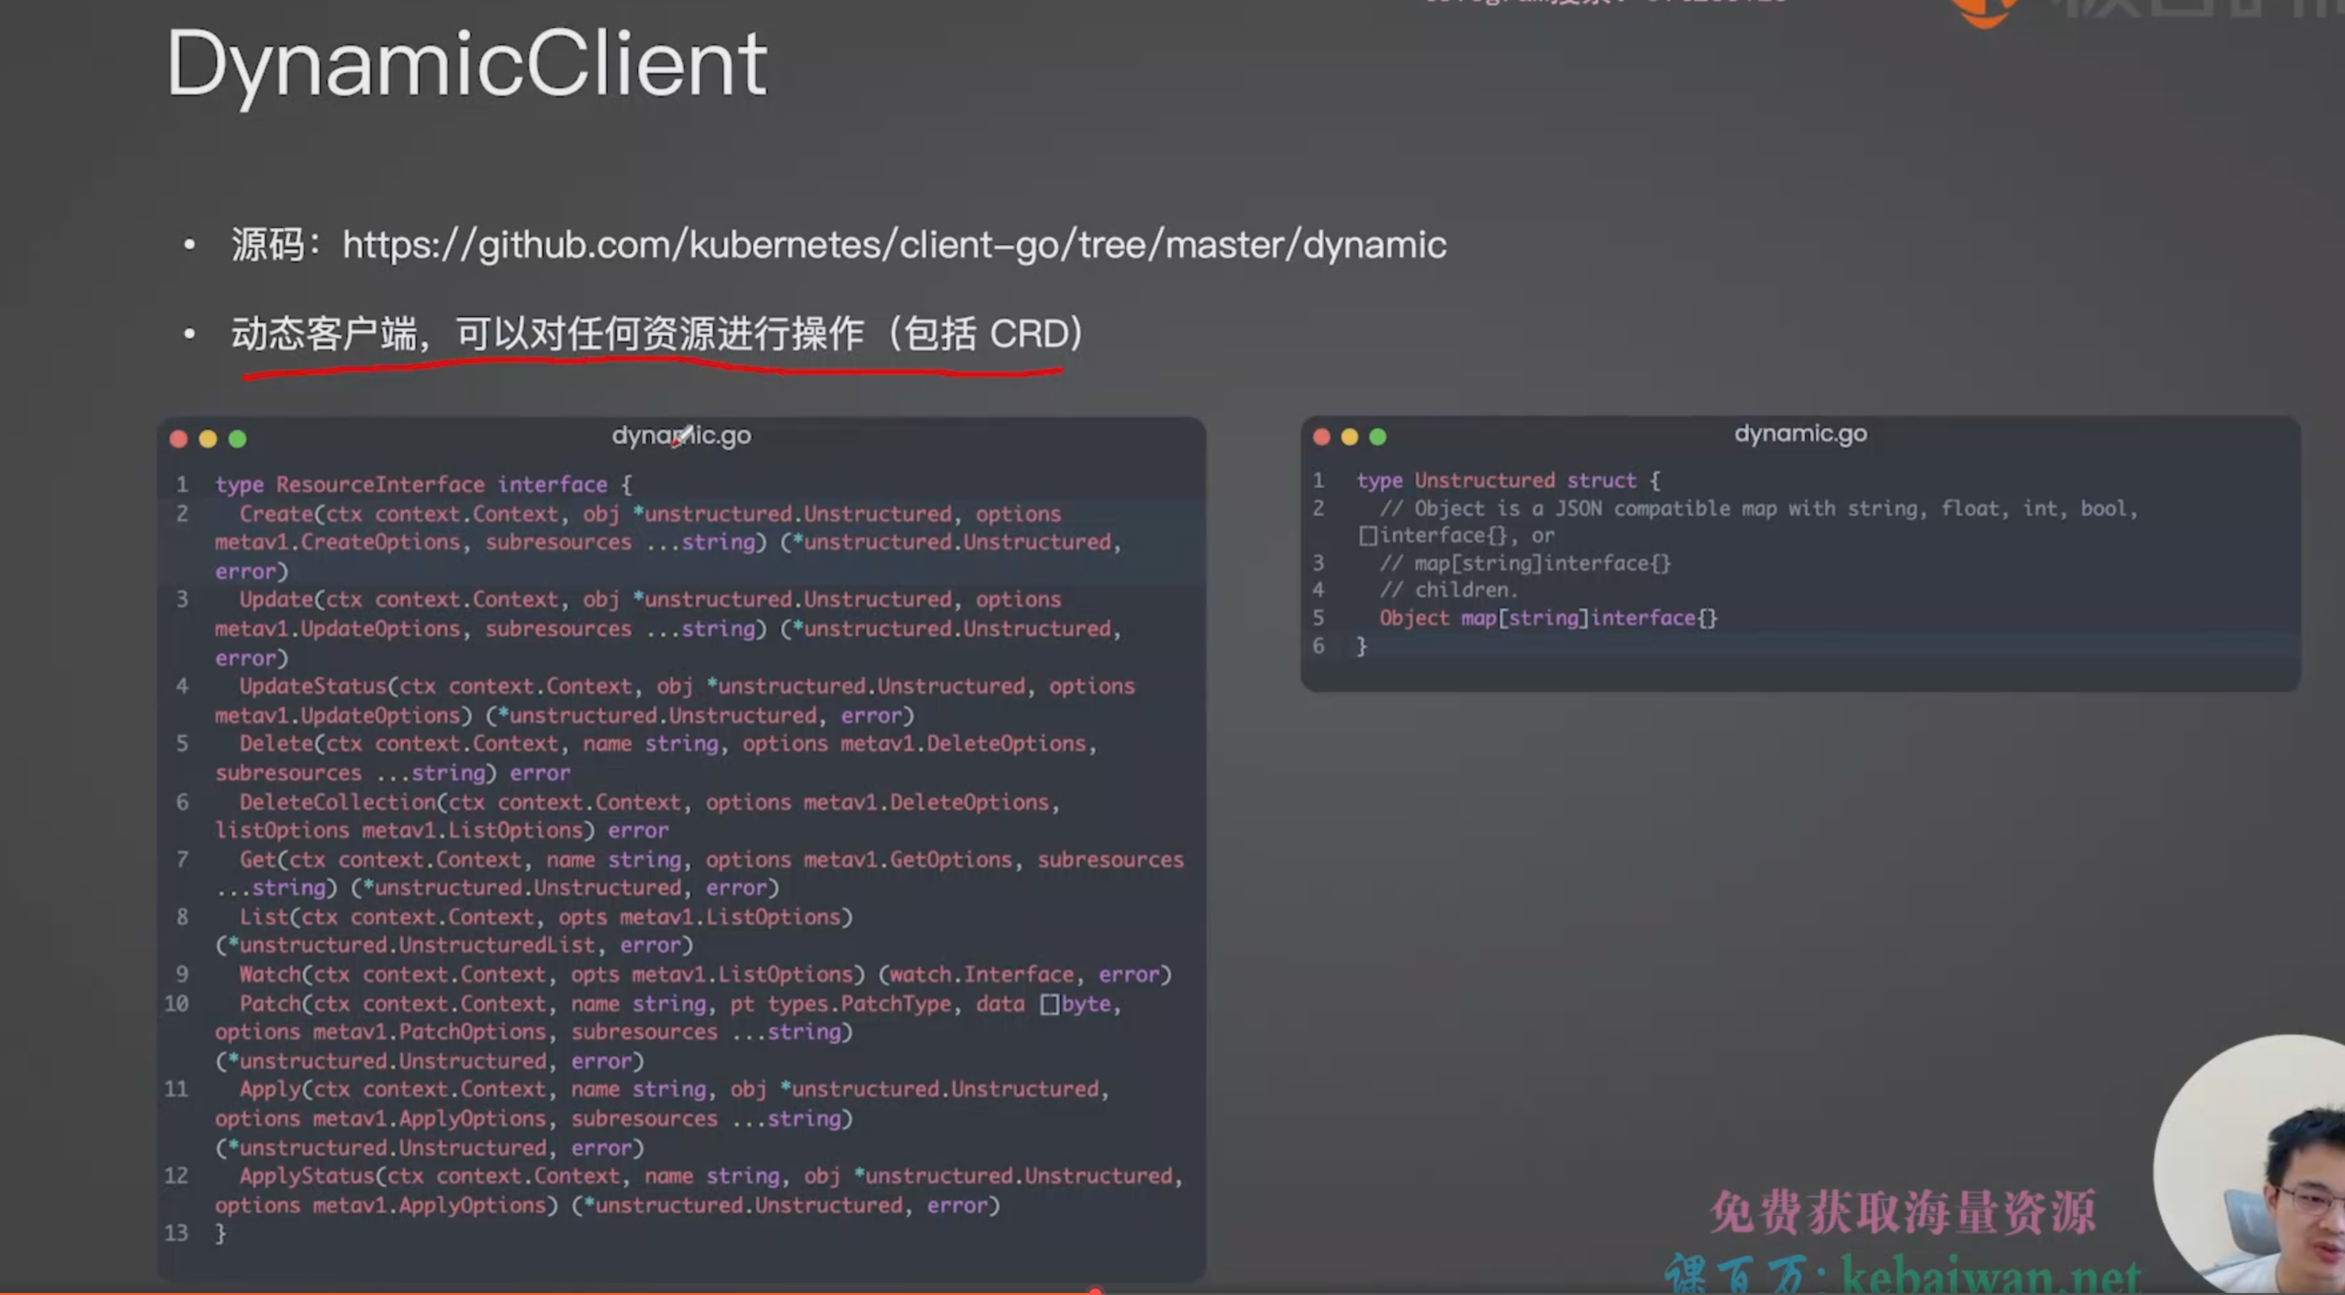 DynamicClient
• 源码：https://github.com/kubernetes/client-go/tree/master/dynamic
• 动态客户端，可以对任何资源进行操作（包括 CRD）
dynamic.go
1 type ResourceInterface interface {
2 Create(ctx context.Context, obj *unstructured.Unstructured, options
metav1.CreateOptions, subresources ...string) (*unstructured.Unstructured,
error)
3 Update(ctx context.Context, obj *unstructured.Unstructured, options
metav1.UpdateOptions, subresources ...string) (*unstructured.Unstructured,
error)
4 UpdateStatus(ctx context.Context, obj *unstructured.Unstructured, options
metav1.UpdateOptions) (*unstructured.Unstructured, error)
5 Delete(ctx context.Context, name string, options metav1.DeleteOptions,
subresources ...string) error
6 DeleteCollection(ctx context.Context, options metav1.DeleteOptions,
listOptions metav1.ListOptions) error
7 Get(ctx context.Context, name string, options metav1.GetOptions, subresources
...string) (*unstructured.Unstructured, error)
8 List(ctx context.Context, opts metav1.ListOptions)
(*unstructured.UnstructuredList, error)
9 Watch(ctx context.Context, opts metav1.ListOptions) (watch.Interface, error)
10 Patch(ctx context.Context, name string, pt types.PatchType, data []byte,
options metav1.PatchOptions, subresources ...string)
(*unstructured.Unstructured, error)
11 Apply(ctx context.Context, name string, obj *unstructured.Unstructured,
options metav1.ApplyOptions, subresources ...string)
(*unstructured.Unstructured, error)
12 ApplyStatus(ctx context.Context, name string, obj *unstructured.Unstructured,
options metav1.ApplyOptions) (*unstructured.Unstructured, error)
13 }
dynamic.go
1 type Unstructured struct {
2 // Object is a JSON compatible map with string, float, int, bool,
[]interface{}, or
3 // map[string]interface{}
4 // children.
5 Object map[string]interface{}
6 }
免费获取海量资源
课百万：kebaiwan.net